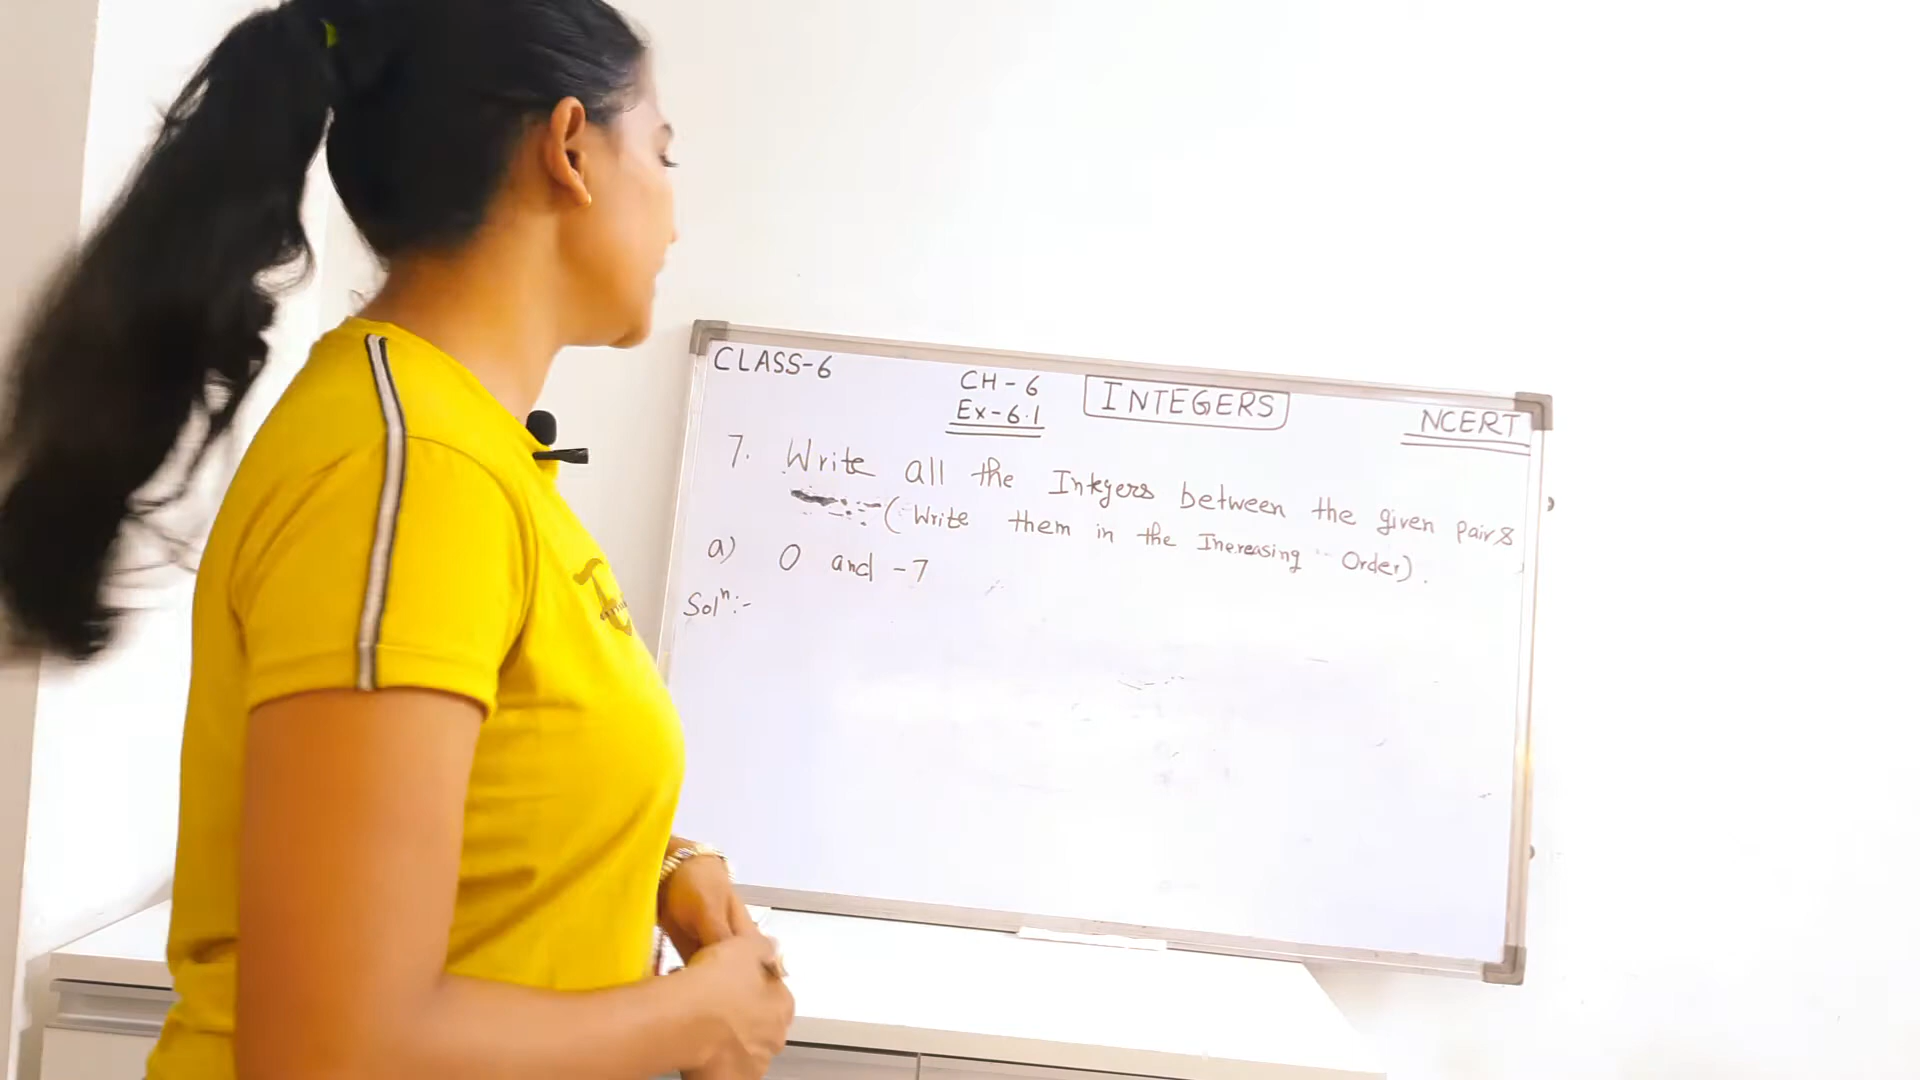 CLASS-6
CH-6
Ex-6.1
INTEGERS
NCERT
7. Write all the Integers between the given pairs
(Write them in the Increasing Order).
a) 0 and -7
Solⁿ:-